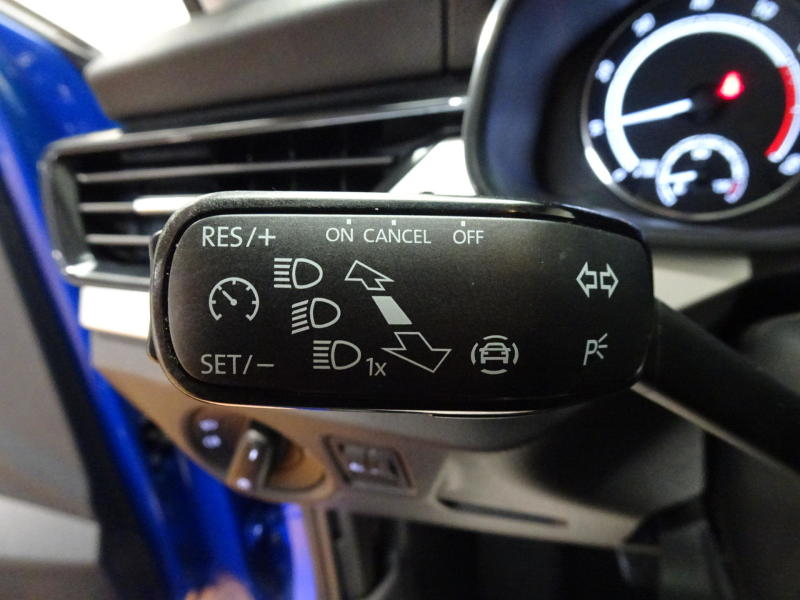 RES/+
ON CANCEL OFF
SET/−
1x
P